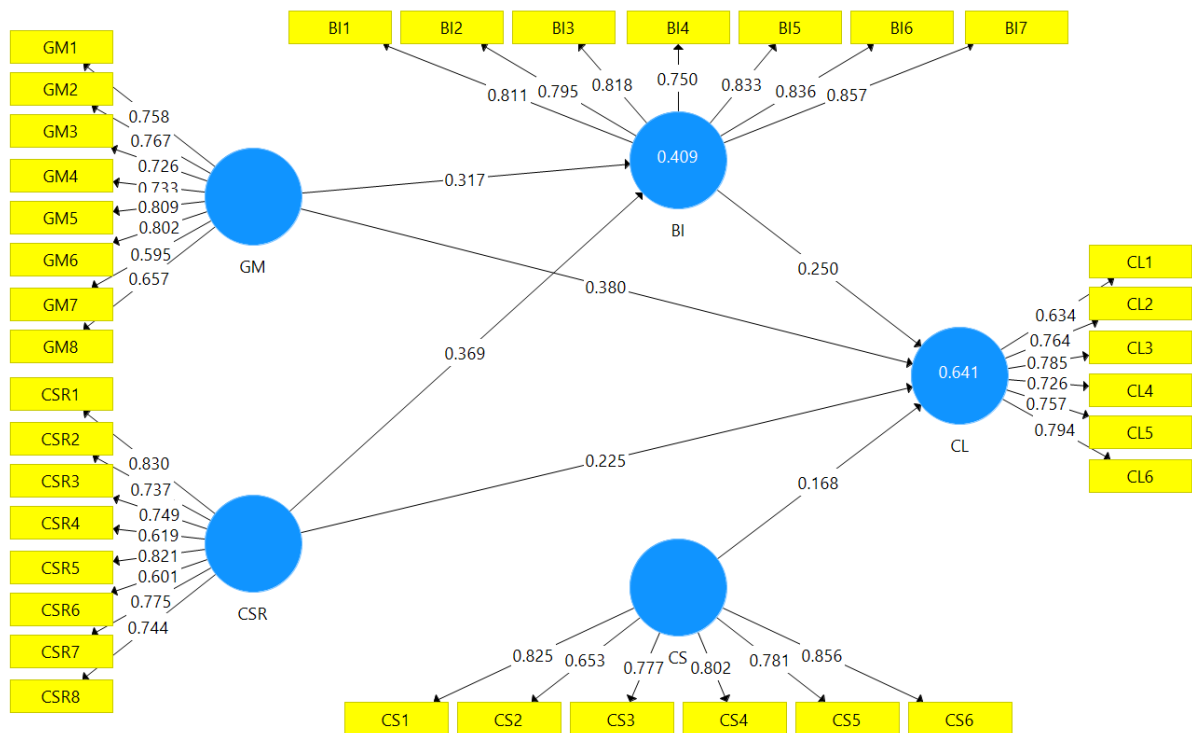 BI1 BI2 BI3 BI4 BI5 BI6 BI7
0.811 0.795 0.818 0.750 0.833 0.836 0.857
GM1
GM2
GM3
GM4
GM5
GM6
GM7
GM8
0.758
0.767
0.726
0.733
0.809
0.802
0.595
0.657
GM
0.409
BI
0.317
0.380
0.369
0.225
0.250
0.168
CSR1
CSR2
CSR3
CSR4
CSR5
CSR6
CSR7
CSR8
0.830
0.737
0.749
0.619
0.821
0.601
0.775
0.744
CSR
0.641
CL
0.634
0.764
0.785
0.726
0.757
0.794
CL1
CL2
CL3
CL4
CL5
CL6
CS
0.825 0.653 0.777 0.802 0.781 0.856
CS1 CS2 CS3 CS4 CS5 CS6